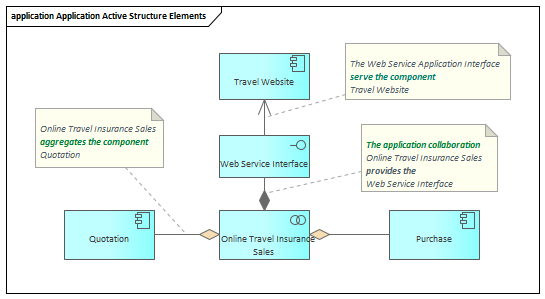 application Application Active Structure Elements
Travel Website
The Web Service Application Interface
serve the component
Travel Website
Online Travel Insurance Sales
aggregates the component
Quotation
Web Service Interface
The application collaboration
Online Travel Insurance Sales
provides the
Web Service Interface
Quotation
Online Travel Insurance
Sales
Purchase